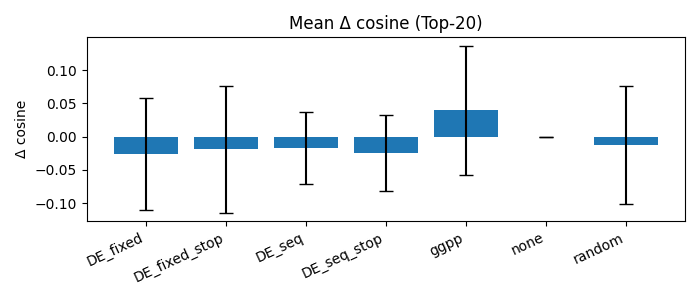 Mean Δ cosine (Top-20)
Δ cosine
0.10
0.05
0.00
−0.05
−0.10
DE_fixed
DE_fixed_stop
DE_seq
DE_seq_stop
ggpp
none
random